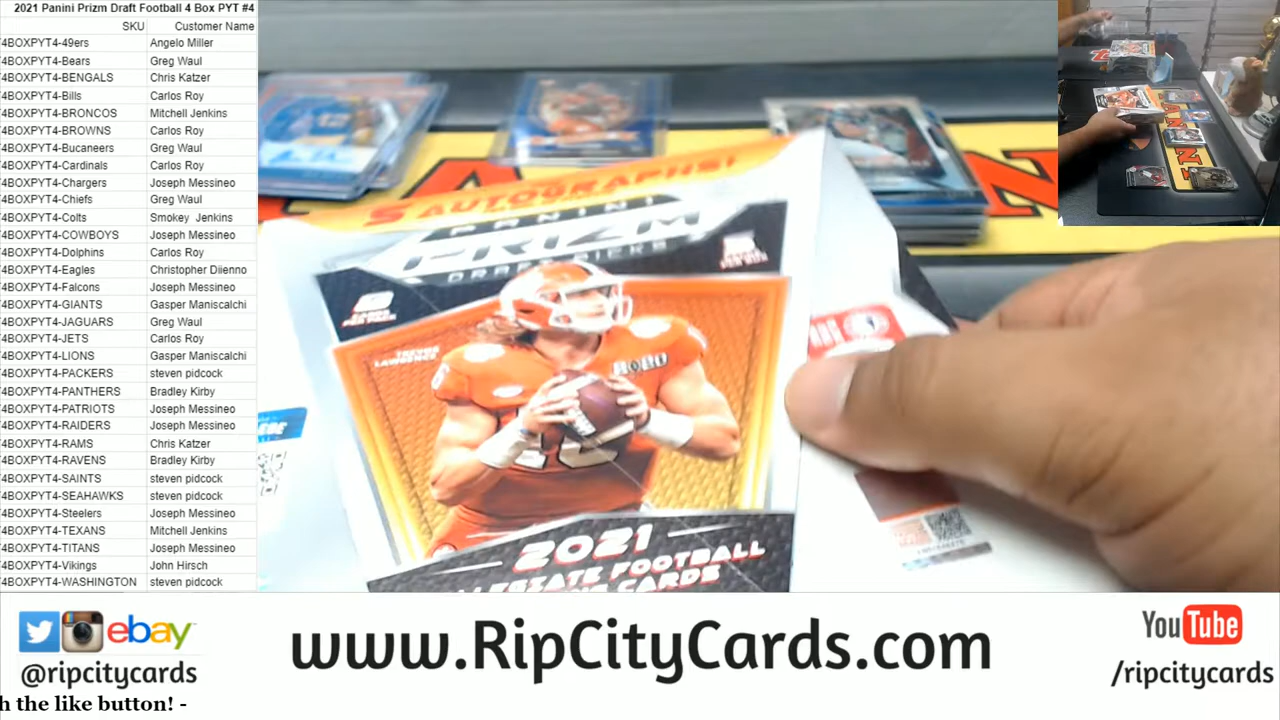 2021 Panini Prizm Draft Football 4 Box PYT #4
SKU Customer Name
4BOXPYT4-49ers Angelo Miller
4BOXPYT4-Bears Greg Waul
4BOXPYT4-BENGALS Chris Katzer
4BOXPYT4-Bills Carlos Roy
4BOXPYT4-BRONCOS Mitchell Jenkins
4BOXPYT4-BROWNS Carlos Roy
4BOXPYT4-Bucaneers Greg Waul
4BOXPYT4-Cardinals Carlos Roy
4BOXPYT4-Chargers Joseph Messineo
4BOXPYT4-Chiefs Greg Waul
4BOXPYT4-Colts Smokey Jenkins
4BOXPYT4-COWBOYS Joseph Messineo
4BOXPYT4-Dolphins Carlos Roy
4BOXPYT4-Eagles Christopher Diienno
4BOXPYT4-Falcons Joseph Messineo
4BOXPYT4-GIANTS Gasper Maniscalchi
4BOXPYT4-JAGUARS Greg Waul
4BOXPYT4-JETS Carlos Roy
4BOXPYT4-LIONS Gasper Maniscalchi
4BOXPYT4-PACKERS steven pidcock
4BOXPYT4-PANTHERS Bradley Kirby
4BOXPYT4-PATRIOTS Joseph Messineo
4BOXPYT4-RAIDERS Joseph Messineo
4BOXPYT4-RAMS Chris Katzer
4BOXPYT4-RAVENS Bradley Kirby
4BOXPYT4-SAINTS steven pidcock
4BOXPYT4-SEAHAWKS steven pidcock
4BOXPYT4-Steelers Joseph Messineo
4BOXPYT4-TEXANS Mitchell Jenkins
4BOXPYT4-TITANS Joseph Messineo
4BOXPYT4-Vikings John Hirsch
4BOXPYT4-WASHINGTON steven pidcock
5 AUTOGRAPHS!
PANINI
PRIZM
DRAFT PICKS
TREVOR
LAWRENCE
2021
LEGIATE FOOTBALL
CARDS
ebay
@ripcitycards
www.RipCityCards.com
YouTube
/ripcitycards
h the like button! -